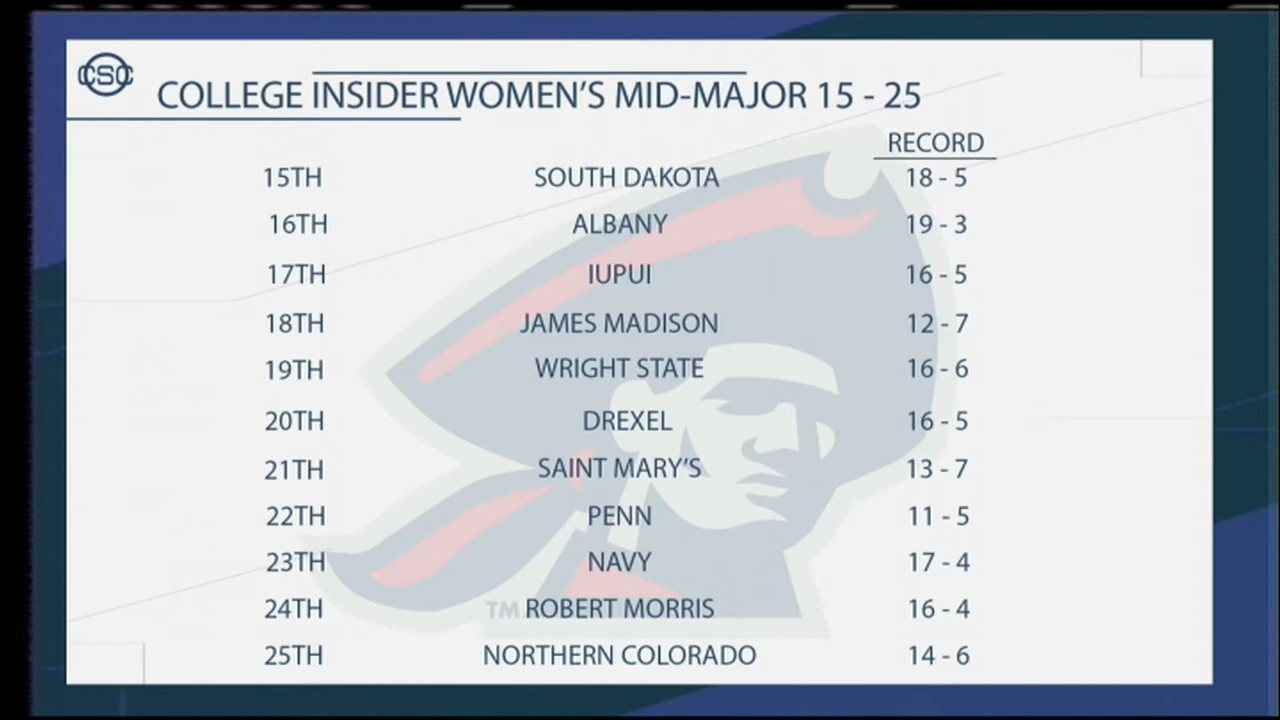 CSC
COLLEGE INSIDER WOMEN'S MID-MAJOR 15 - 25
RECORD
15TH SOUTH DAKOTA 18 - 5
16TH ALBANY 19 - 3
17TH IUPUI 16 - 5
18TH JAMES MADISON 12 - 7
19TH WRIGHT STATE 16 - 6
20TH DREXEL 16 - 5
21TH SAINT MARY'S 13 - 7
22TH PENN 11 - 5
23TH NAVY 17 - 4
TM
24TH ROBERT MORRIS 16 - 4
25TH NORTHERN COLORADO 14 - 6